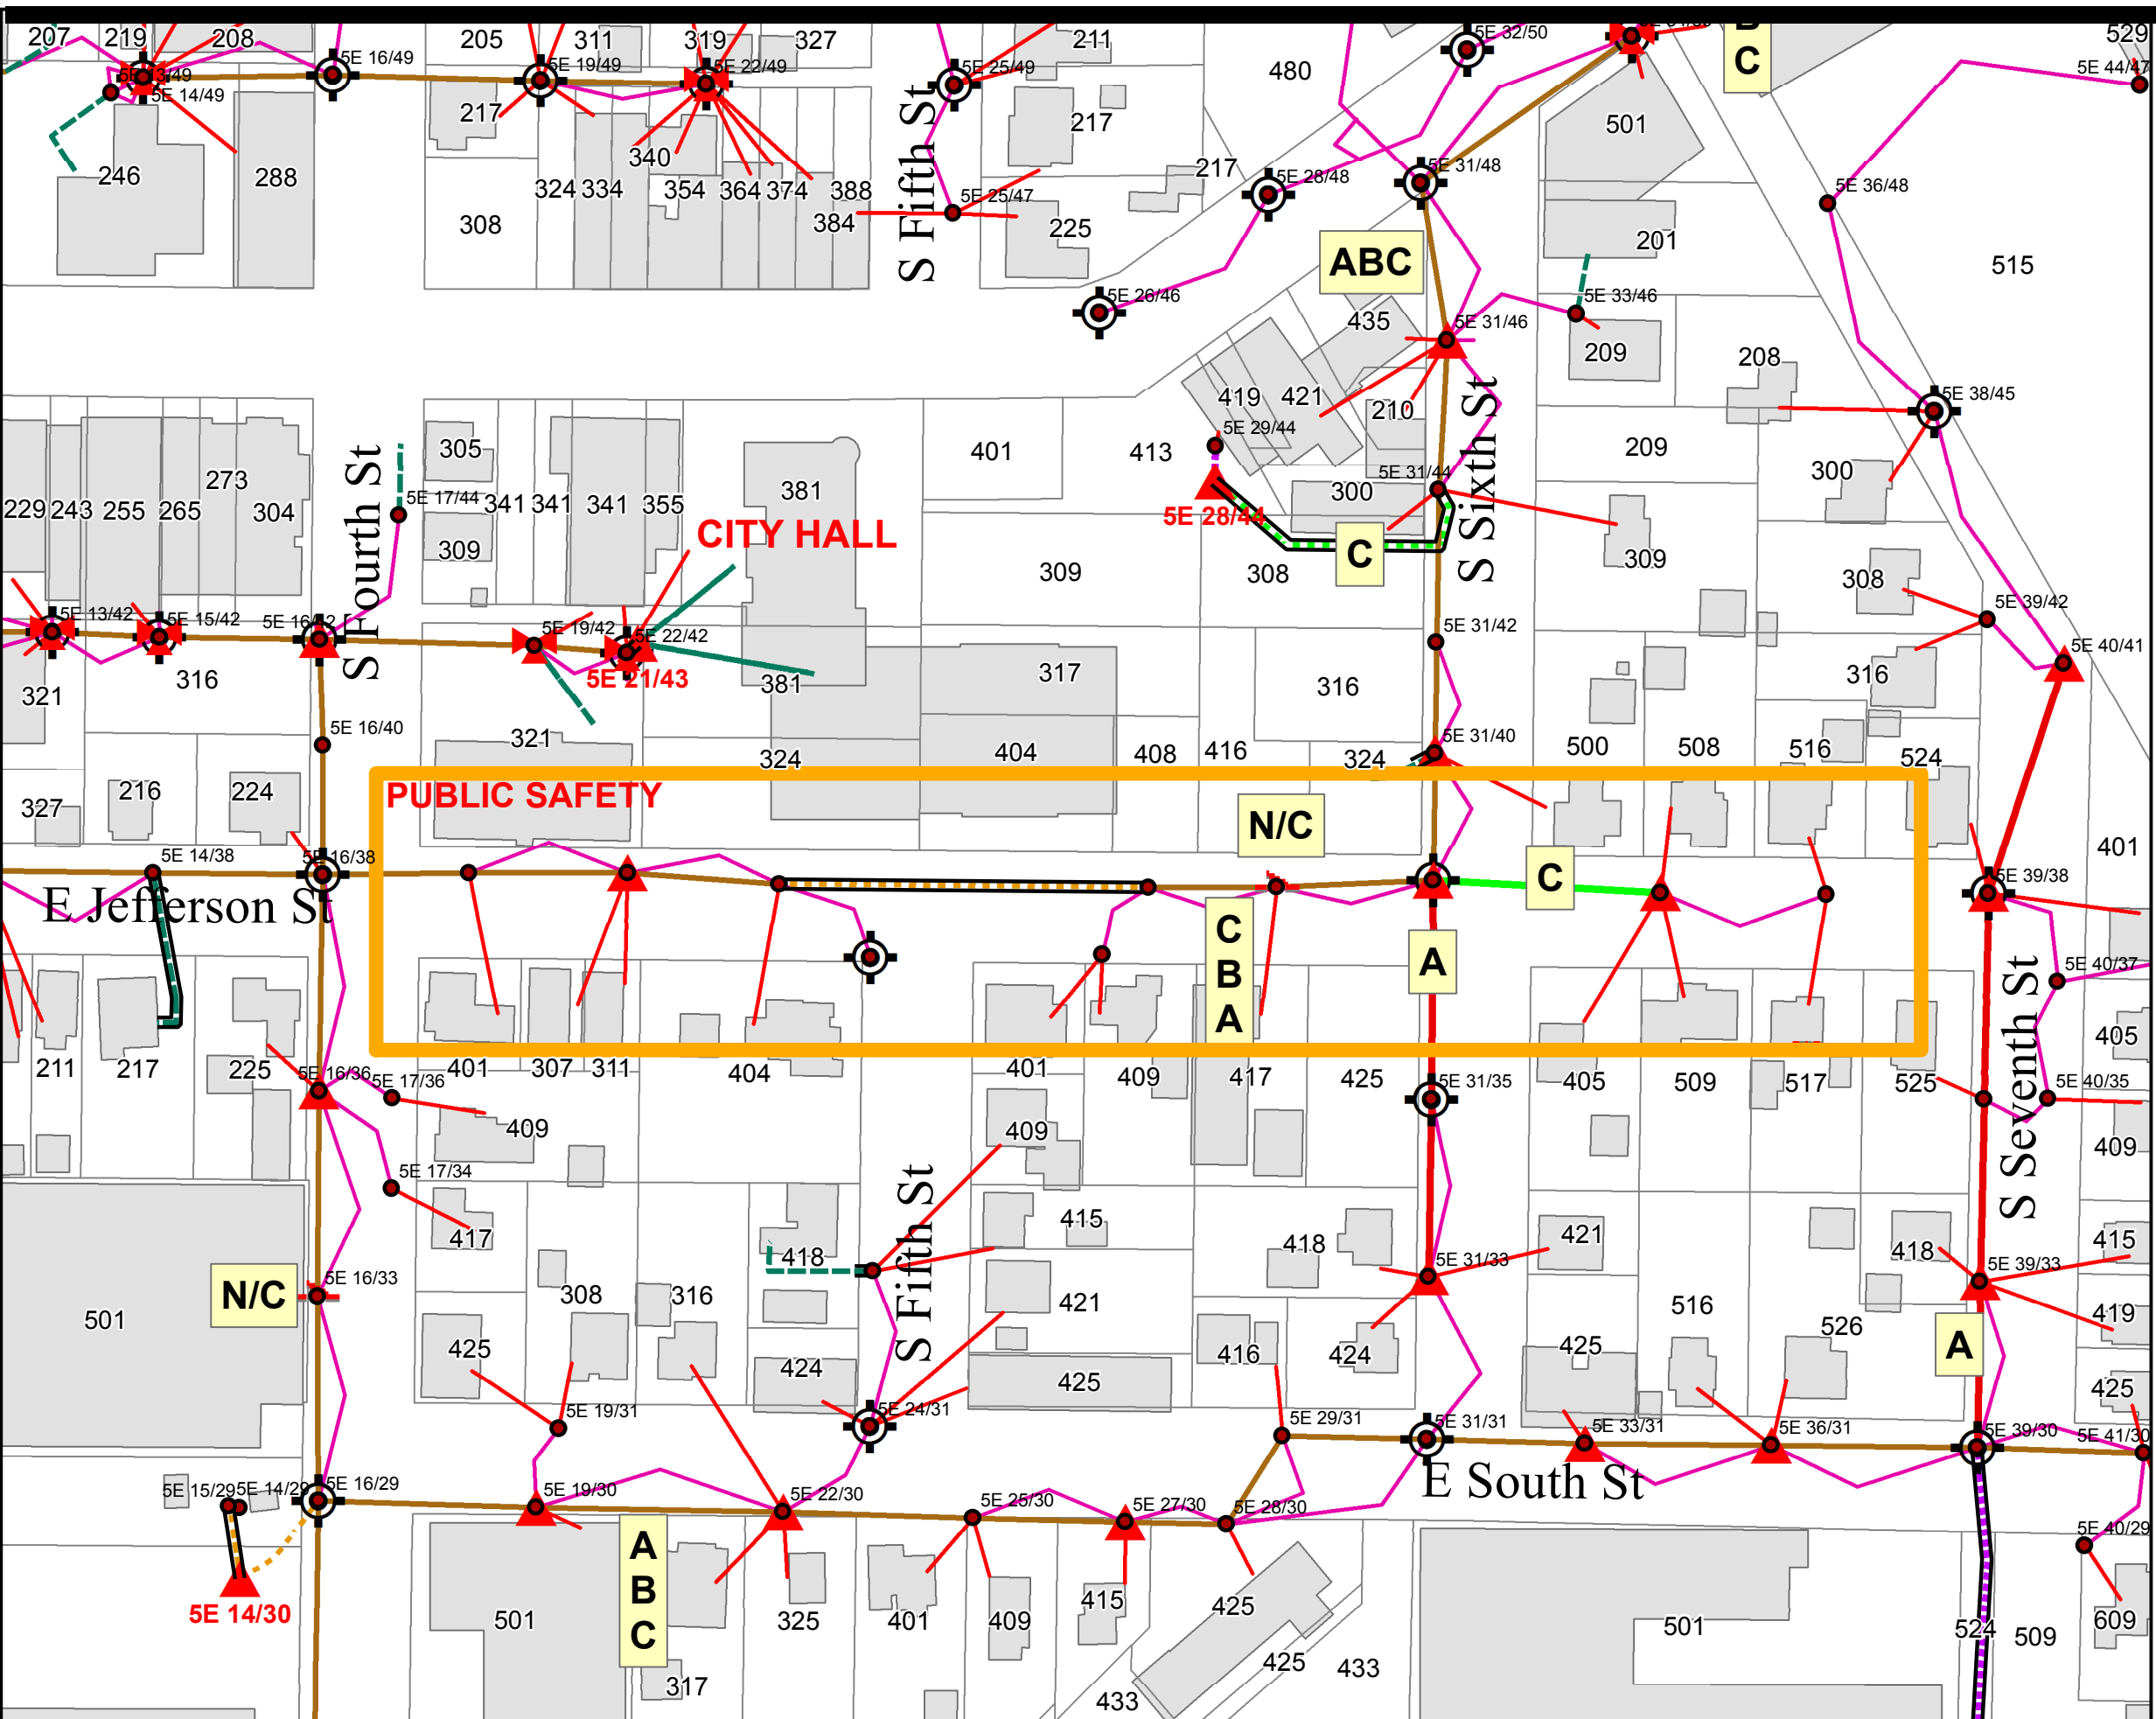 207
219
208
205
311
319
327
211
480
5E 32/50
B
C
529
5E 16/49
5E 19/49
5E 22/49
5E 25/49
5E 44/47
5E 14/49
217
340
217
501
246
288
324
334
354
364
374
388
384
308
S Fifth St
5E 25/47
225
217
5E 28/48
5E 31/48
5E 36/48
201
515
ABC
5E 26/46
5E 33/46
435
5E 31/46
209
208
419
421
210
5E 38/45
5E 29/44
S Sixth St
305
401
413
209
300
273
229
243
255
265
304
S Fourth St
5E 17/44
341
341
341
355
381
CITY HALL
5E 31/44
300
5E 28/44
309
309
308
C
309
308
5E 13/42
5E 15/42
5E 16/42
5E 19/42
5E 22/42
5E 31/42
5E 39/42
5E 40/41
5E 21/43
321
316
381
317
316
316
5E 16/40
321
324
404
408
416
324
5E 31/40
500
508
516
524
327
216
224
PUBLIC SAFETY
N/C
401
5E 14/38
5E 16/38
C
5E 39/38
E Jefferson St
C
B
A
A
5E 40/37
S Seventh St
211
217
225
401
307
311
404
401
409
417
425
405
509
517
525
405
5E 16/36
5E 17/36
5E 31/35
5E 40/35
409
409
409
5E 17/34
417
S Fifth St
418
415
418
421
418
415
5E 31/33
5E 39/33
N/C
5E 16/33
501
308
316
421
516
526
419
425
424
425
416
424
425
A
425
5E 19/31
5E 24/31
5E 29/31
5E 31/31
5E 33/31
5E 36/31
5E 39/30
5E 41/30
E South St
5E 15/29
5E 14/29
5E 16/29
5E 19/30
5E 22/30
5E 25/30
5E 27/30
5E 28/30
5E 40/29
5E 14/30
A
B
C
501
325
401
409
415
425
501
524
509
609
317
425
433
433